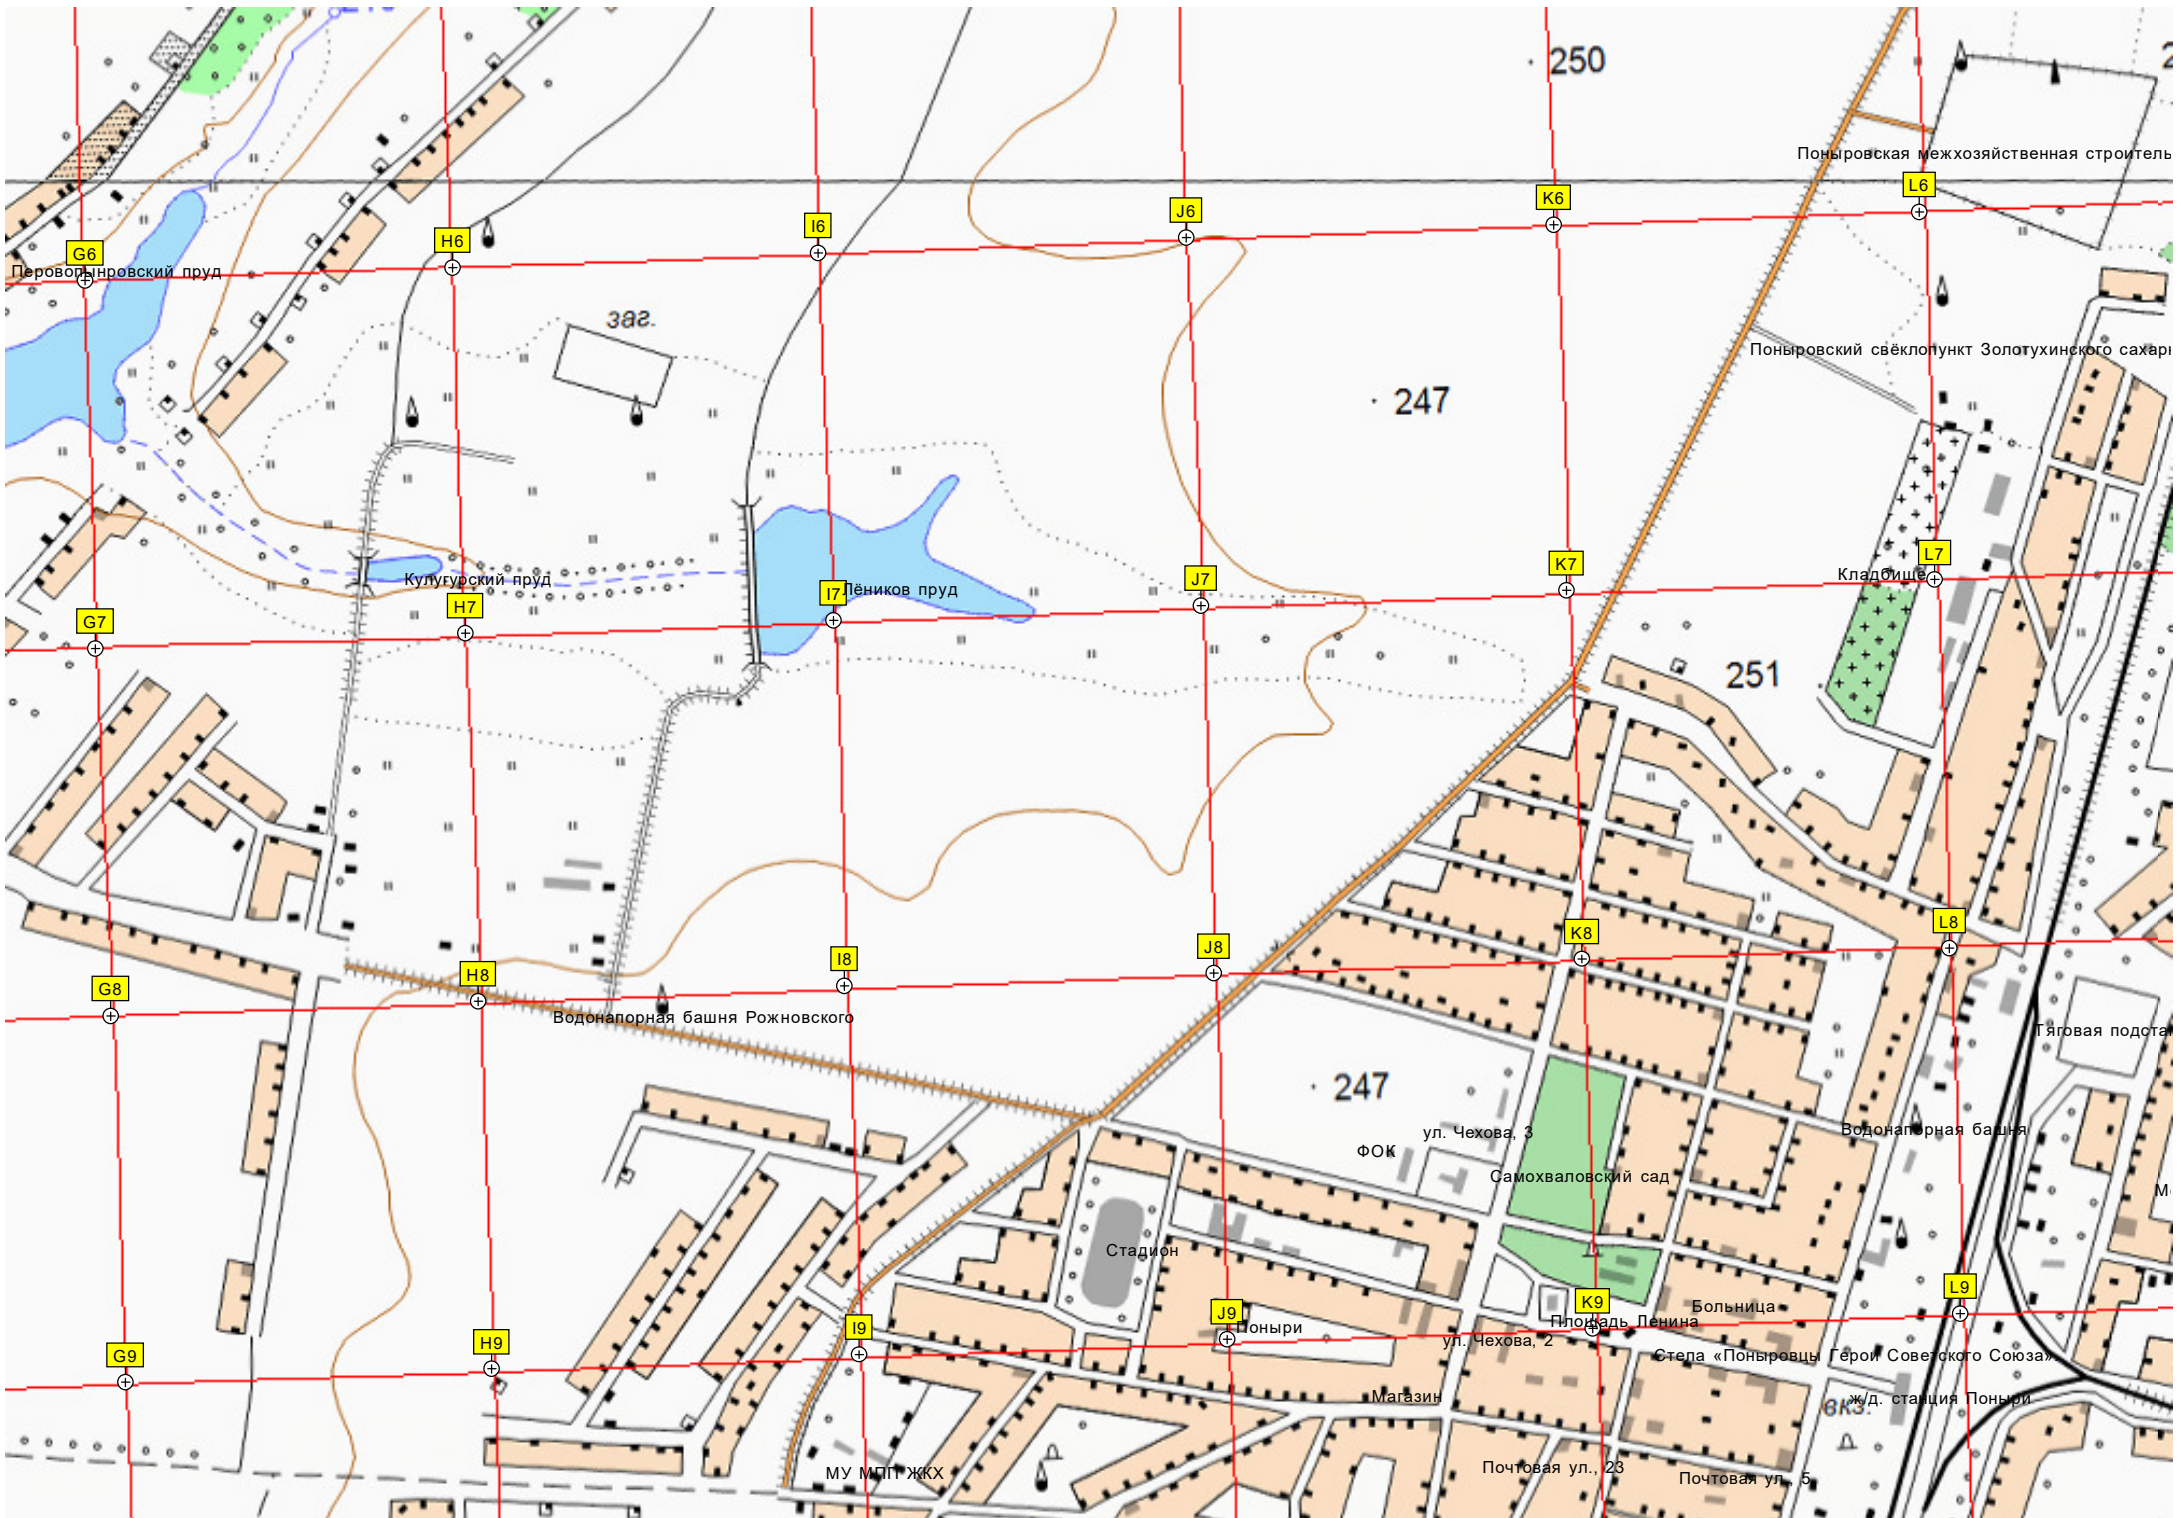 250
Поныровская межхозяйственная строитель
L6
K6
J6
I6
H6
G6
Перовопынровский пруд
заг.
Поныровский свёклопункт Золотухинского сахар
247
L7
K7
Кладбище
J7
Кулугурский пруд
I7
Лёников пруд
H7
G7
251
L8
K8
J8
I8
H8
G8
Водонапорная башня Рожновского
Тяговая подста
247
ул. Чехова, 3
Водонапорная башня
ФОК
Самохваловский сад
М
Стадион
L9
K9
Больница
J9
Поныри
Площадь Ленина
I9
ул. Чехова, 2
H9
G9
Стела «Поныровцы Герои Советского Союза»
Магазин
ж/д. станция Поныри
вкз.
МУ МПП ЖКХ
Почтовая ул., 23
Почтовая ул., 5